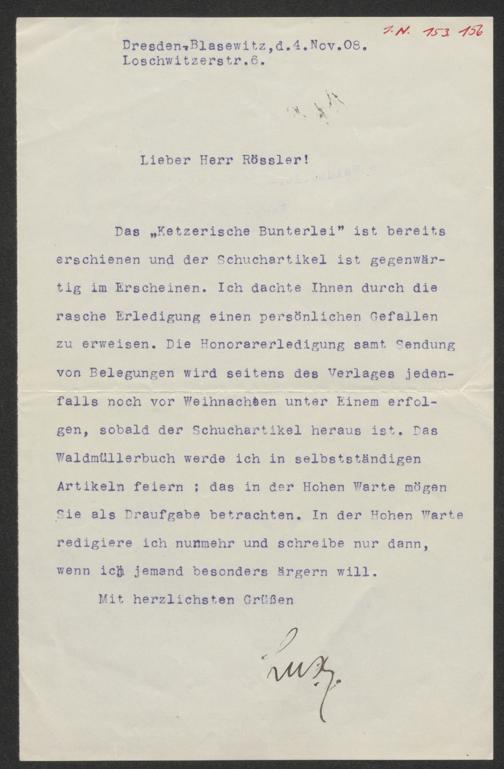 I.N. 153 156
Dresden-Blasewitz,d.4.Nov.08.
Loschwitzerstr.6.
Lieber Herr Rössler!
Das „Ketzerische Bunterlei” ist bereits
erschienen und der Schuchartikel ist gegenwär-
tig im Erscheinen. Ich dachte Ihnen durch die
rasche Erledigung einen persönlichen Gefallen
zu erweisen. Die Honorarerledigung samt Sendung
von Belegungen wird seitens des Verlages jeden-
falls noch vor Weihnachten unter Einem erfol-
gen, sobald der Schuchartikel heraus ist. Das
Waldmüllerbuch werde ich in selbstständigen
Artikeln feiern ; das in der Hohen Warte mögen
Sie als Draufgabe betrachten. In der Hohen Warte
redigiere ich nunmehr und schreibe nur dann,
wenn ich jemand besonders ärgern will.
Mit herzlichsten Grüßen
Lux